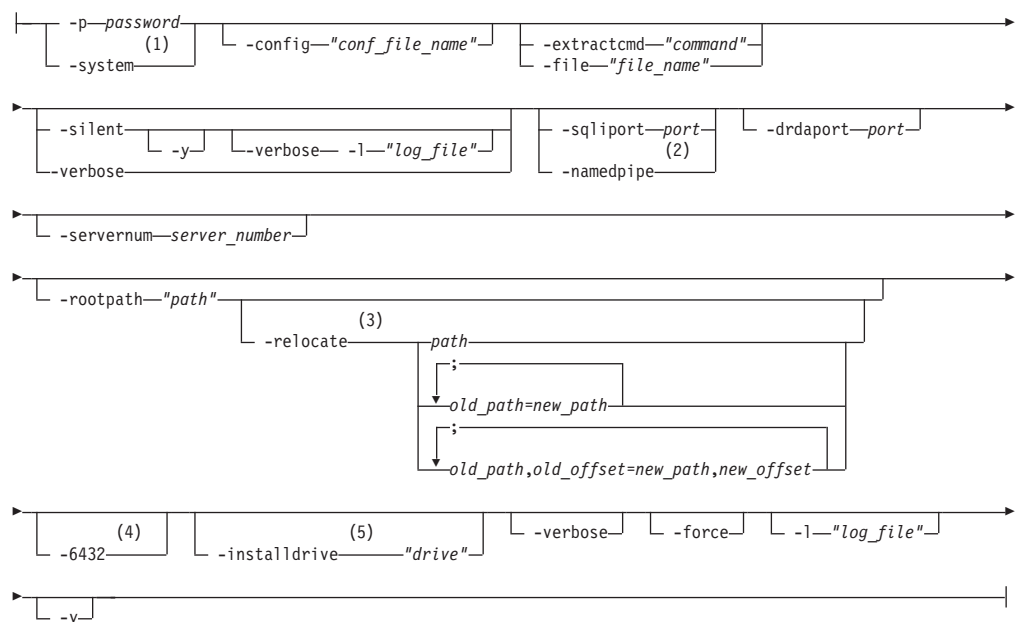 -p password
(1)
-config "conf_file_name"
-extractcmd "command"
-system
-file "file_name"
-silent
-sqliport port
-drdaport port
-y
-verbose -l "log_file"
(2)
-verbose
-namedpipe
-servernum server_number
-rootpath "path"
(3)
-relocate path
;
old_path=new_path
;
old_path,old_offset=new_path,new_offset
(4)
(5)
-verbose
-force
-l "log_file"
-6432
-installdrive "drive"
-y